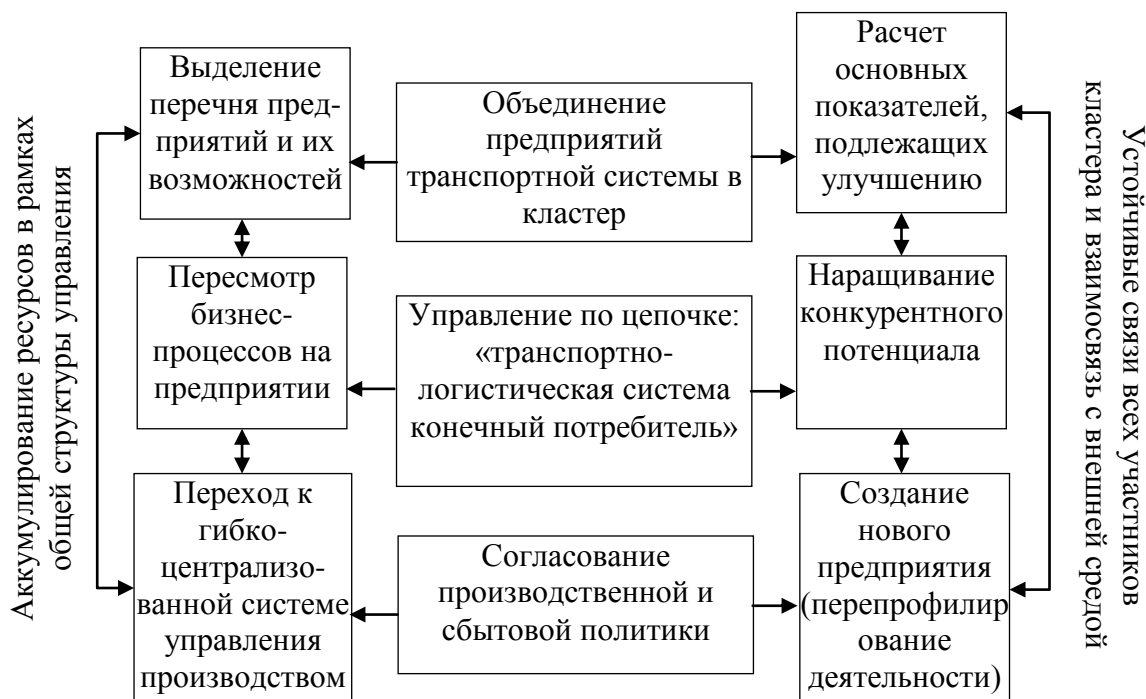 Аккумулирование ресурсов в рамках
общей структуры управления
Выделение
перечня пред-
приятий и их
возможностей
Объединение
предприятий
транспортной системы в
кластер
Расчет
основных
показателей,
подлежащих
улучшению
Пересмотр
бизнес-
процессов на
предприятии
Управление по цепочке:
«транспортно-
логистическая система
конечный потребитель»
Наращивание
конкурентного
потенциала
Переход к
гибко-
централизо-
ванной системе
управления
производством
Согласование
производственной и
сбытовой политики
Создание
нового
предприятия
(перепрофилир
ование
деятельности)
Устойчивые связи всех участников
кластера и взаимосвязь с внешней средой